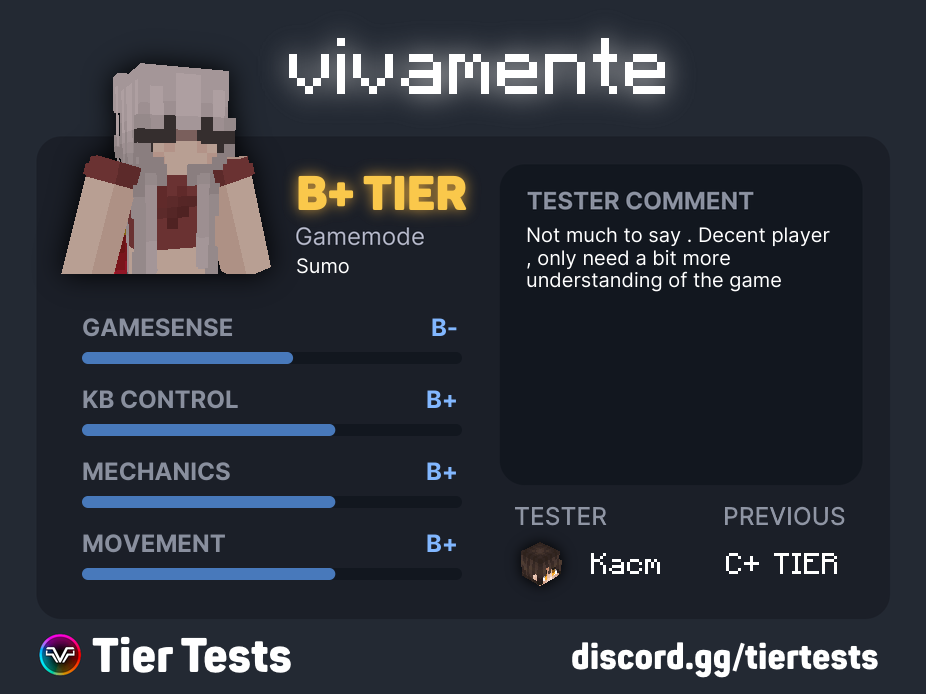 vivamente
B+ TIER
Gamemode
Sumo
GAMESENSE B-
KB CONTROL B+
MECHANICS B+
MOVEMENT B+
TESTER COMMENT
Not much to say . Decent player
, only need a bit more
understanding of the game
TESTER
Kacm
PREVIOUS
C+ TIER
Tier Tests
discord.gg/tiertests